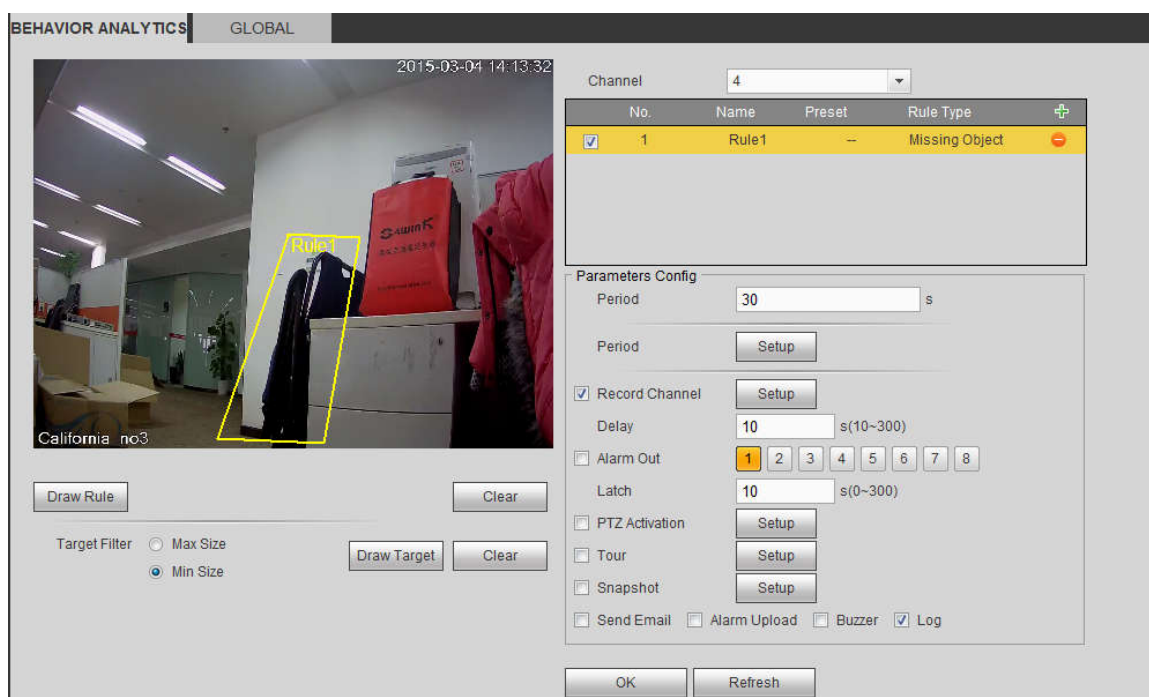 BEHAVIOR ANALYTICS
GLOBAL
2015-03-04 14:13:32
Rule1
SAWINK
California no3
Draw Rule
Clear
Target Filter
Max Size
Min Size
Draw Target
Clear
Channel
4
No. Name Preset Rule Type
1 Rule1 -- Missing Object
Parameters Config
Period 30 s
Period Setup
Record Channel Setup
Delay 10 s(10~300)
Alarm Out 1 2 3 4 5 6 7 8
Latch 10 s(0~300)
PTZ Activation Setup
Tour Setup
Snapshot Setup
Send Email Alarm Upload Buzzer Log
OK Refresh